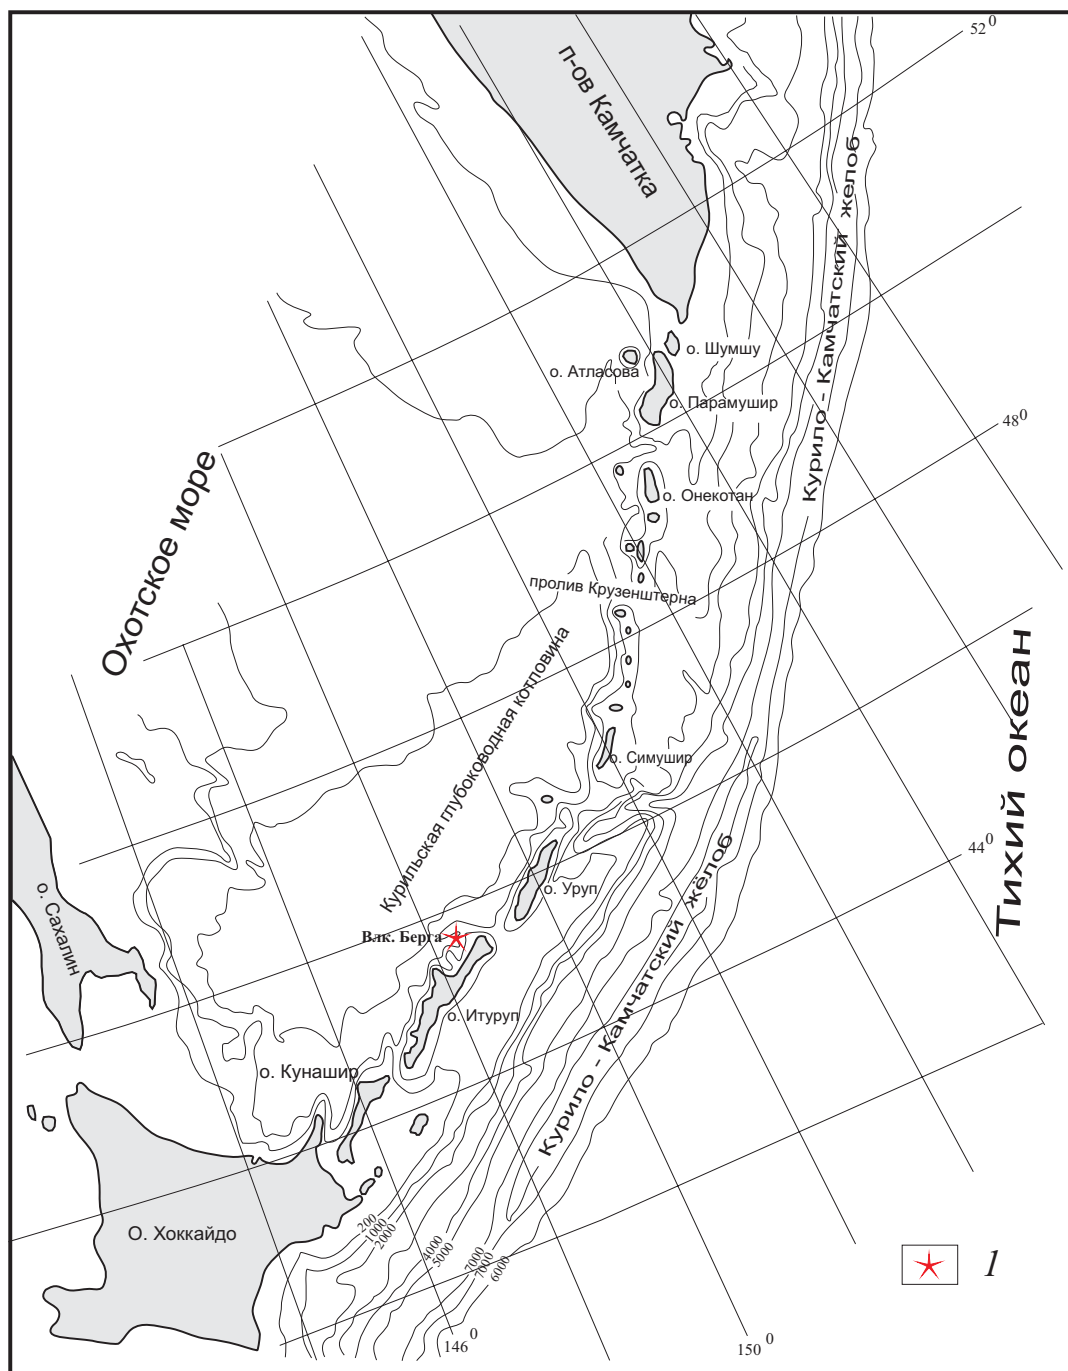 52⁰
п-ов Камчатка
Курило - Камчатский желоб
о. Шумшу
о. Атласова
о. Парамушир
48⁰
Охотское море
о. Онекотан
пролив Крузенштерна
Курильская глубоководная котловина
Тихий океан
о. Симушир
44⁰
о. Уруп
Курило - Камчатский жёлоб
о. Сахалин
Влк. Берга
о. Итуруп
о. Кунашир
О. Хоккайдо
200
1000
2000
4000
5000
7000
7000
6000
1
146⁰
150⁰